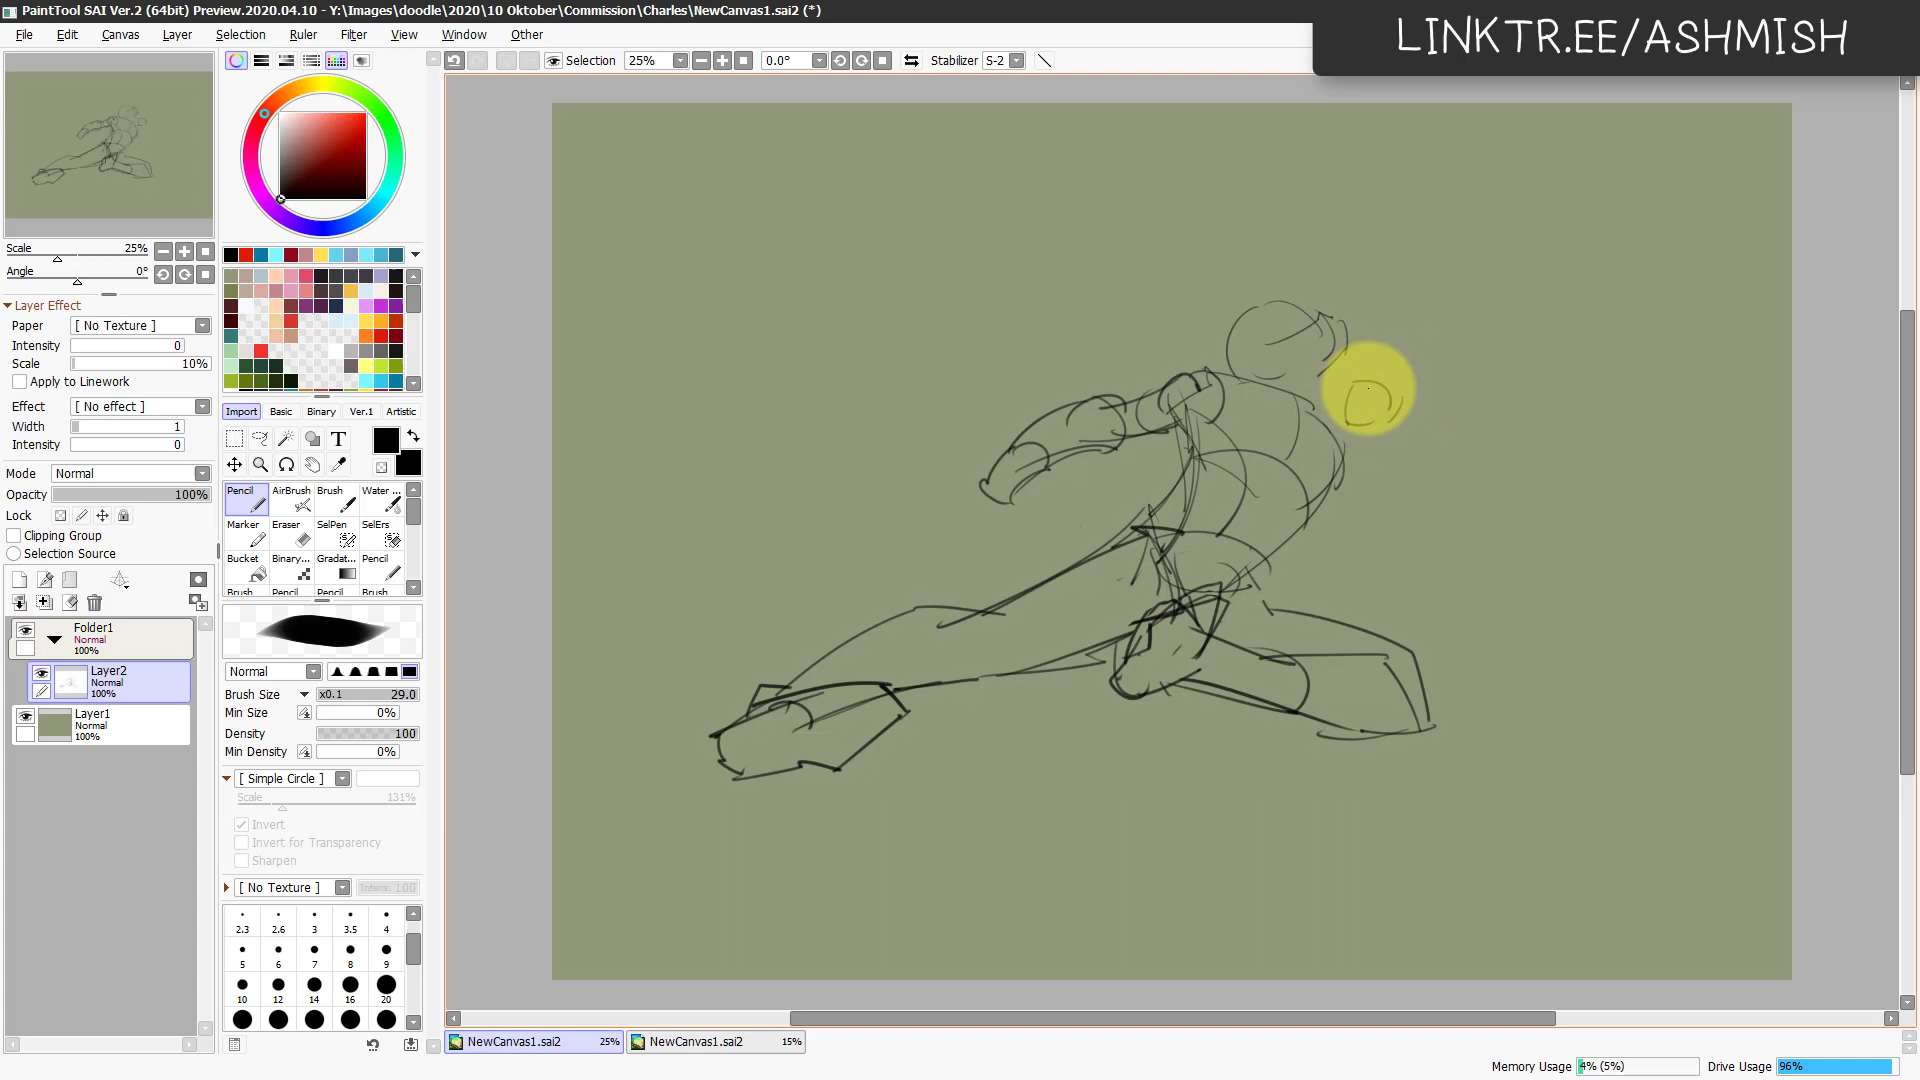 PaintTool SAI Ver.2 (64bit) Preview.2020.04.10 - Y:\Images\doodle\2020\10 Oktober\Commission\Charles\NewCanvas1.sai2 (*)
LINKTR.EE/ASHMISH
File Edit Canvas Layer Selection Ruler Filter View Window Other
Selection 25% 0.0° Stabilizer S-2
Scale 25%
Angle 0°
Layer Effect
Paper [ No Texture ]
Intensity 0
Scale 10%
Apply to Linework
Effect [ No effect ]
Width 1
Intensity 0
Mode Normal
Opacity 100%
Lock
Clipping Group
Selection Source
Folder1
Normal
100%
Layer2
Normal
100%
Layer1
Normal
100%
Import Basic Binary Ver.1 Artistic
T
Pencil AirBrush Brush Water ...
Marker Eraser SelPen SelErs
Bucket Binary... Gradat... Pencil
Brush Pencil Pencil Brush
Normal
Brush Size x0.1 29.0
Min Size 0%
Density 100
Min Density 0%
[ Simple Circle ]
Scale 131%
Invert
Invert for Transparency
Sharpen
[ No Texture ] Intens. 100
2.3 2.6 3 3.5 4
5 6 7 8 9
10 12 14 16 20
NewCanvas1.sai2 25% NewCanvas1.sai2 15%
Memory Usage 4% (5%) Drive Usage 96%